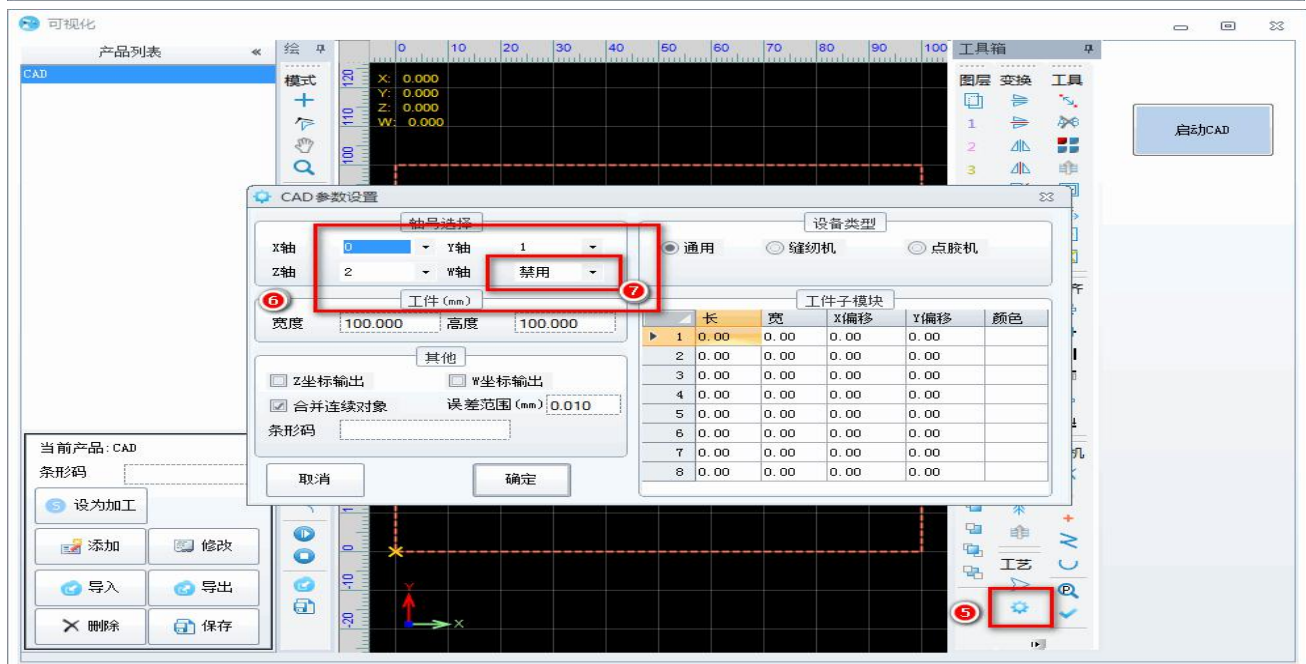 可视化
产品列表 «
CAD
绘
模式
0 10 20 30 40 50 60 70 80 90 100
120
110
100
X: 0.000
Y: 0.000
Z: 0.000
W: 0.000
工具箱
图层 变换 工具
1
2
3
启动CAD
CAD参数设置
轴号选择
X轴 0 Y轴 1
Z轴 2 W轴 禁用
⑥ ⑦
工件(mm)
宽度 100.000 高度 100.000
其他
Z坐标输出 W坐标输出
合并连续对象 误差范围(mm) 0.010
条形码
取消 确定
设备类型
通用 缝纫机 点胶机
工件子模块
长 宽 X偏移 Y偏移 颜色
1 0.00 0.00 0.00 0.00
2 0.00 0.00 0.00 0.00
3 0.00 0.00 0.00 0.00
4 0.00 0.00 0.00 0.00
5 0.00 0.00 0.00 0.00
6 0.00 0.00 0.00 0.00
7 0.00 0.00 0.00 0.00
8 0.00 0.00 0.00 0.00
当前产品:CAD
条形码
设为加工
添加 修改
导入 导出
删除 保存
0
-10
-20
Y
X
工艺
⑤